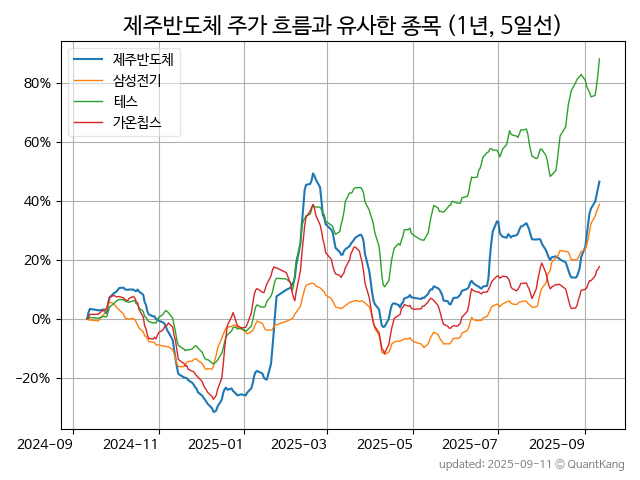 제주반도체 주가 흐름과 유사한 종목 (1년, 5일선)
제주반도체
삼성전기
테스
가온칩스
80%
60%
40%
20%
0%
−20%
2024-09 2024-11 2025-01 2025-03 2025-05 2025-07 2025-09
updated: 2025-09-11 © QuantKang